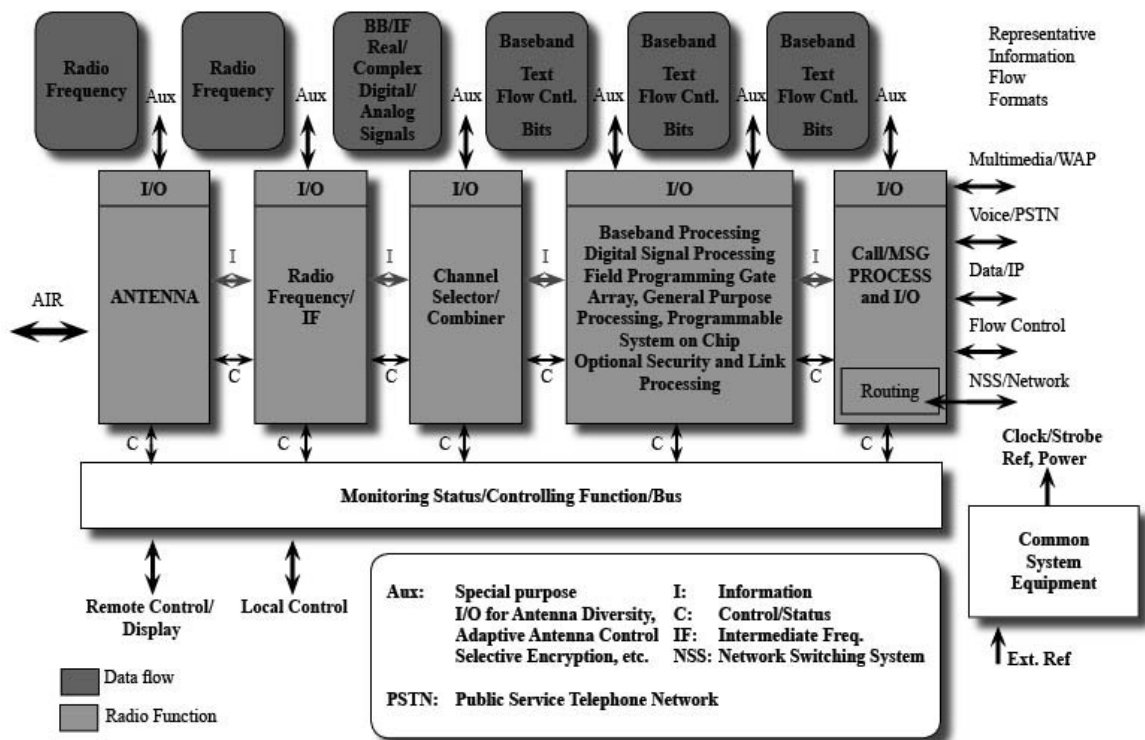 Radio
Frequency
Aux
Radio
Frequency
Aux
BB/IF
Real/
Complex
Digital/
Analog
Signals
Aux
Baseband
Text
Flow Cntl.
Bits
Aux
Baseband
Text
Flow Cntl.
Bits
Aux
Baseband
Text
Flow Cntl.
Bits
Aux
Representative
Information
Flow
Formats
AIR
I/O
ANTENNA
I
C
I/O
Radio
Frequency/
IF
I
C
I/O
Channel
Selector/
Combiner
I
C
I/O
Baseband Processing
Digital Signal Processing
Field Programming Gate
Array, General Purpose
Processing, Programmable
System on Chip
Optional Security and Link
Processing
I
C
I/O
Call/MSG
PROCESS
and I/O
Routing
Multimedia/WAP
Voice/PSTN
Data/IP
Flow Control
NSS/Network
C
C
C
C
C
Monitoring Status/Controlling Function/Bus
Clock/Strobe
Ref, Power
Common
System
Equipment
Ext. Ref
Remote Control/
Display
Local Control
Data flow
Radio Function
Aux: Special purpose I: Information
I/O for Antenna Diversity, C: Control/Status
Adaptive Antenna Control IF: Intermediate Freq.
Selective Encryption, etc. NSS: Network Switching System
PSTN: Public Service Telephone Network